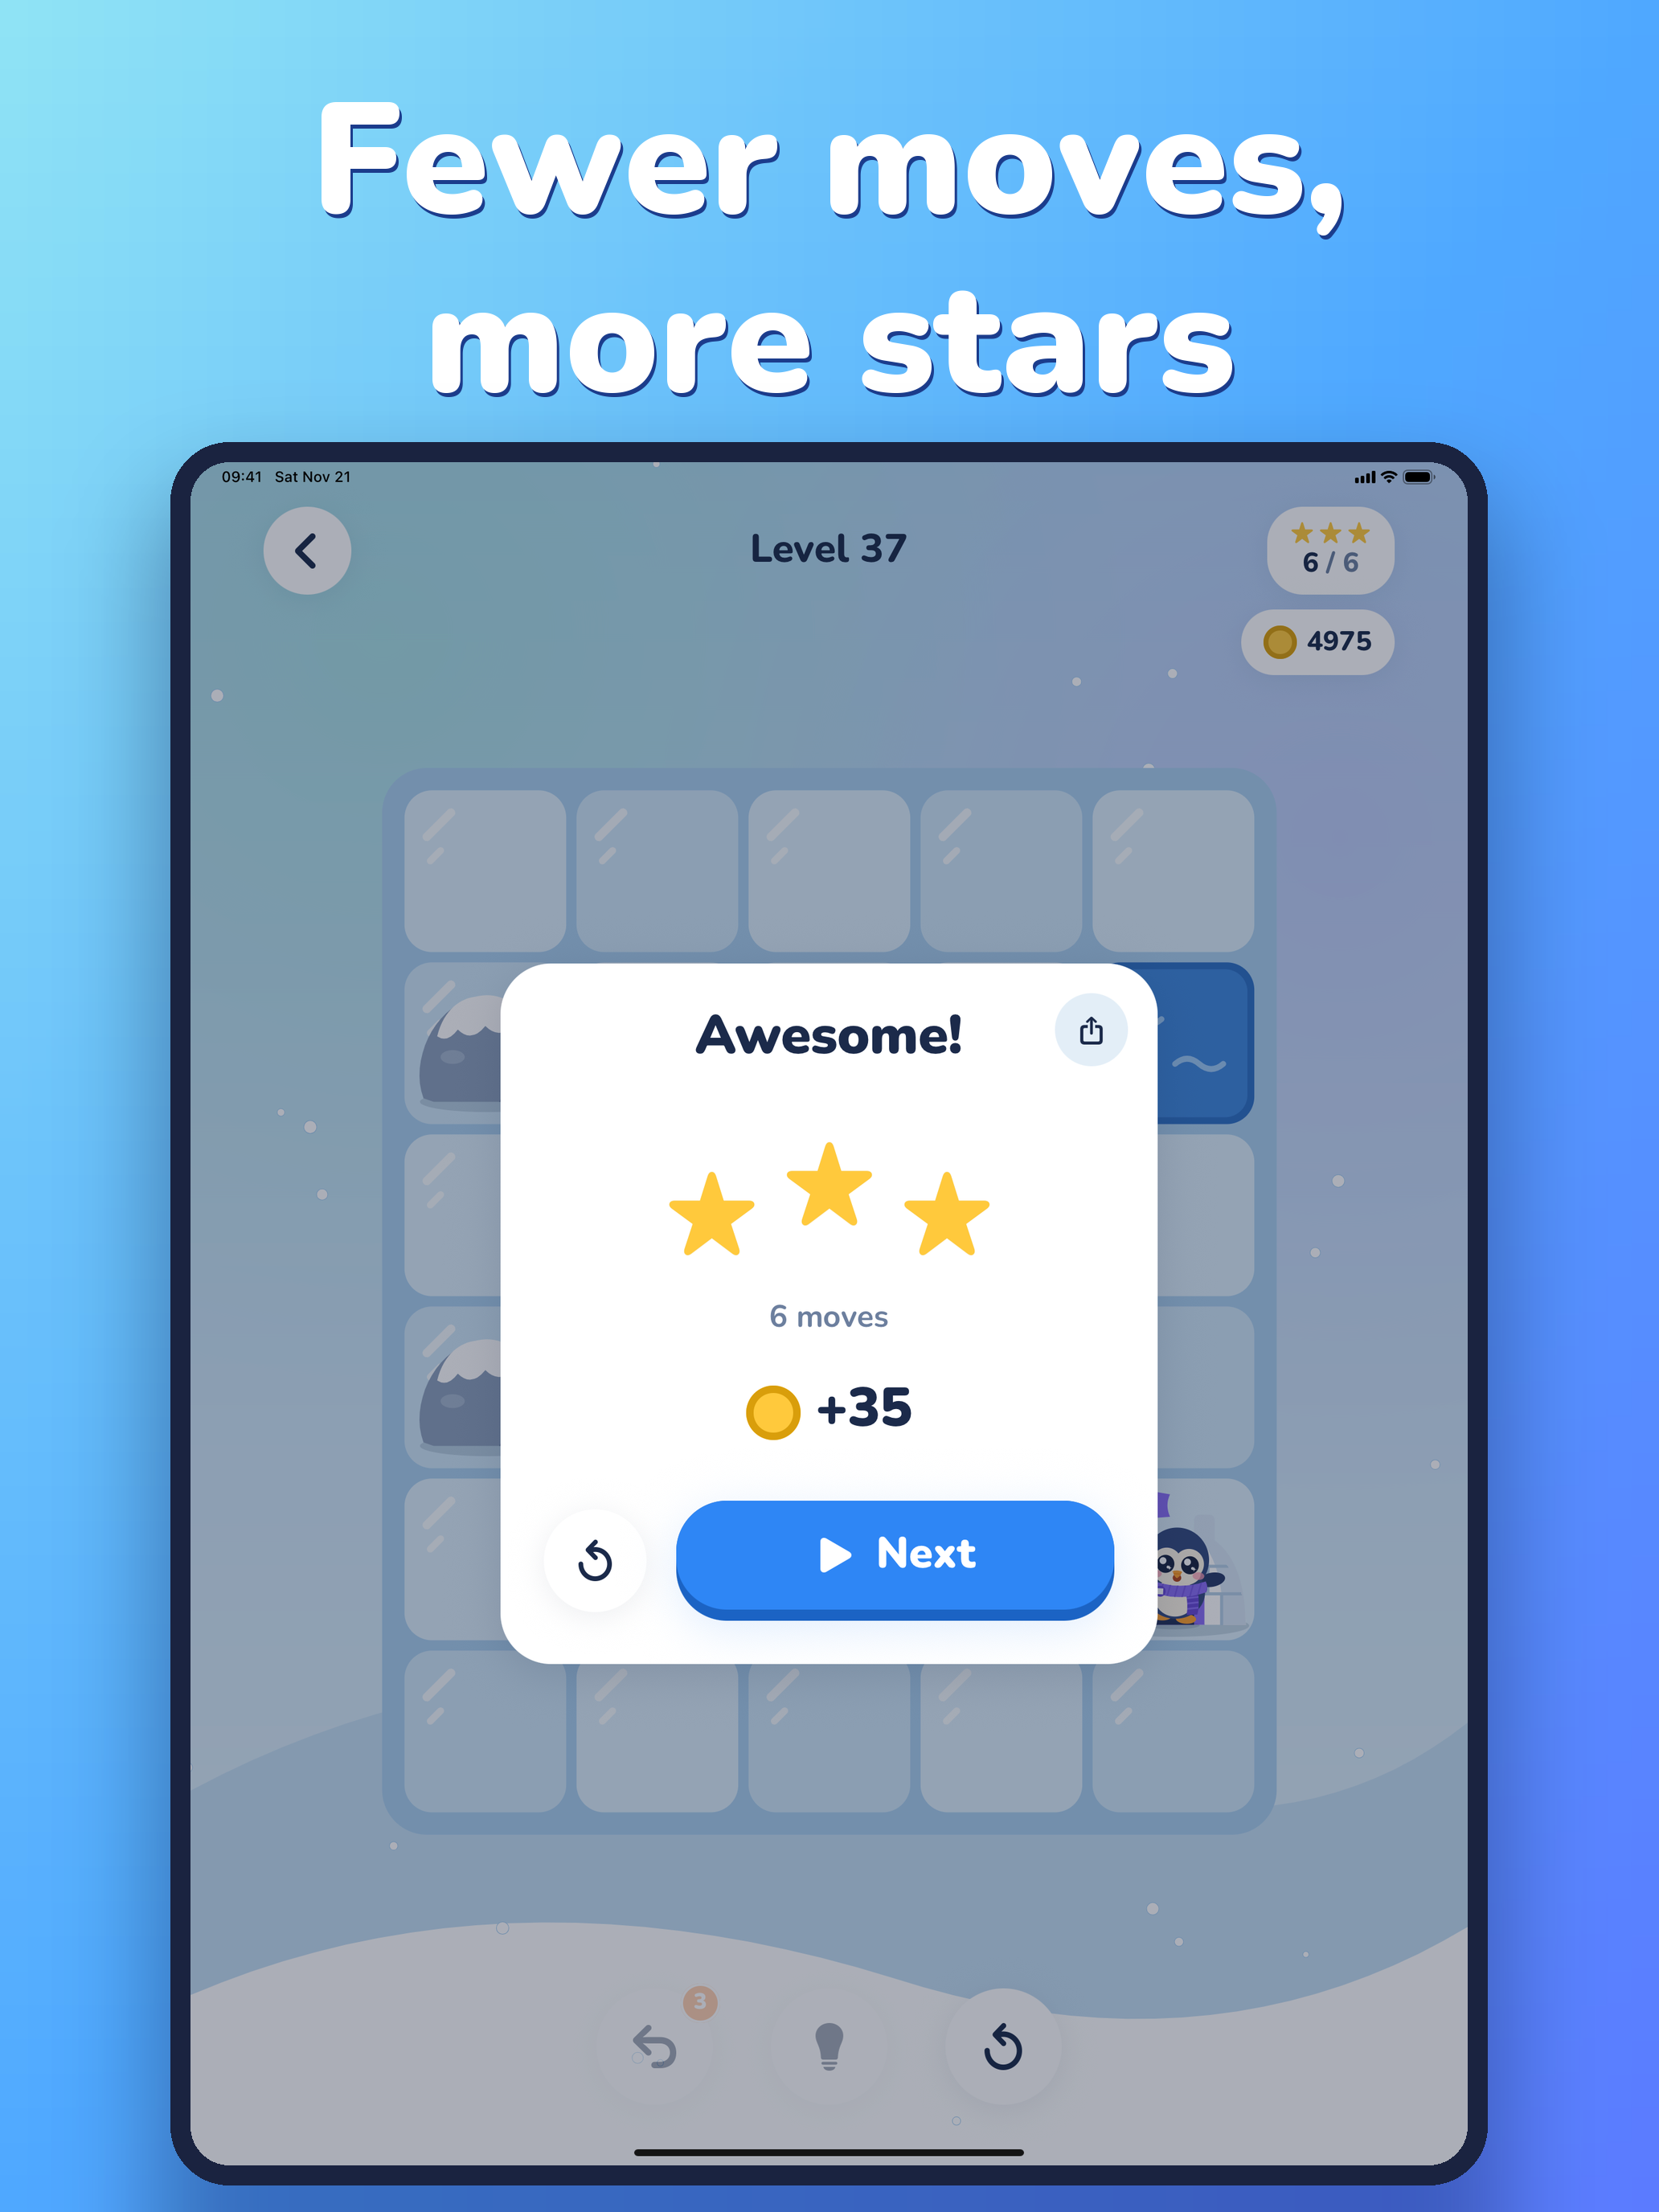 Fewer moves,
more stars
09:41 Sat Nov 21
Level 37
6 / 6
4975
Awesome!
6 moves
+35
Next
3